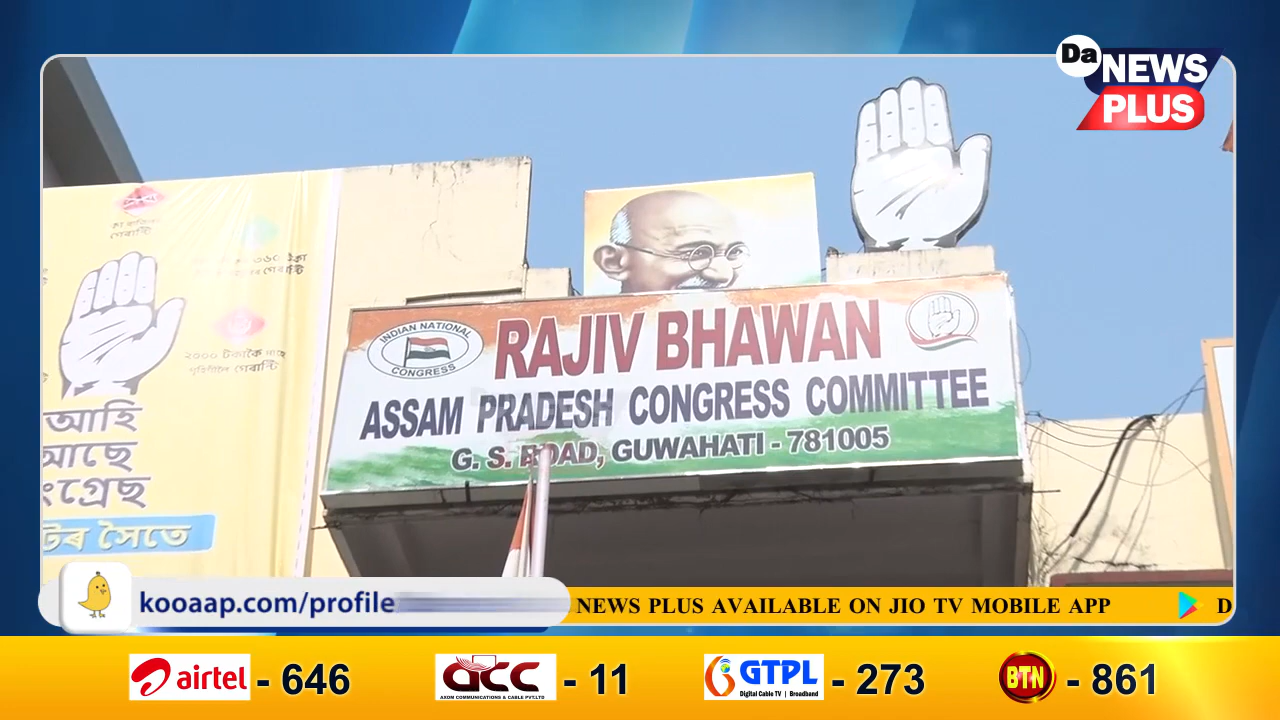 Da
NEWS
PLUS
গেৰাণ্টি
২০০০ টকাকৈ মাহে
গেৰাণ্টি
আহি
আছে
ংগ্ৰেছ
টৰ সৈতে
INDIAN NATIONAL
CONGRESS
RAJIV BHAWAN
ASSAM PRADESH CONGRESS COMMITTEE
G. S. ROAD, GUWAHATI - 781005
kooaap.com/profile
NEWS PLUS AVAILABLE ON JIO TV MOBILE APP
D
airtel - 646
ACC - 11
AXOM COMMUNICATIONS & CABLE PVT.LTD
GTPL - 273
Digital Cable TV | Broadband
BTN - 861